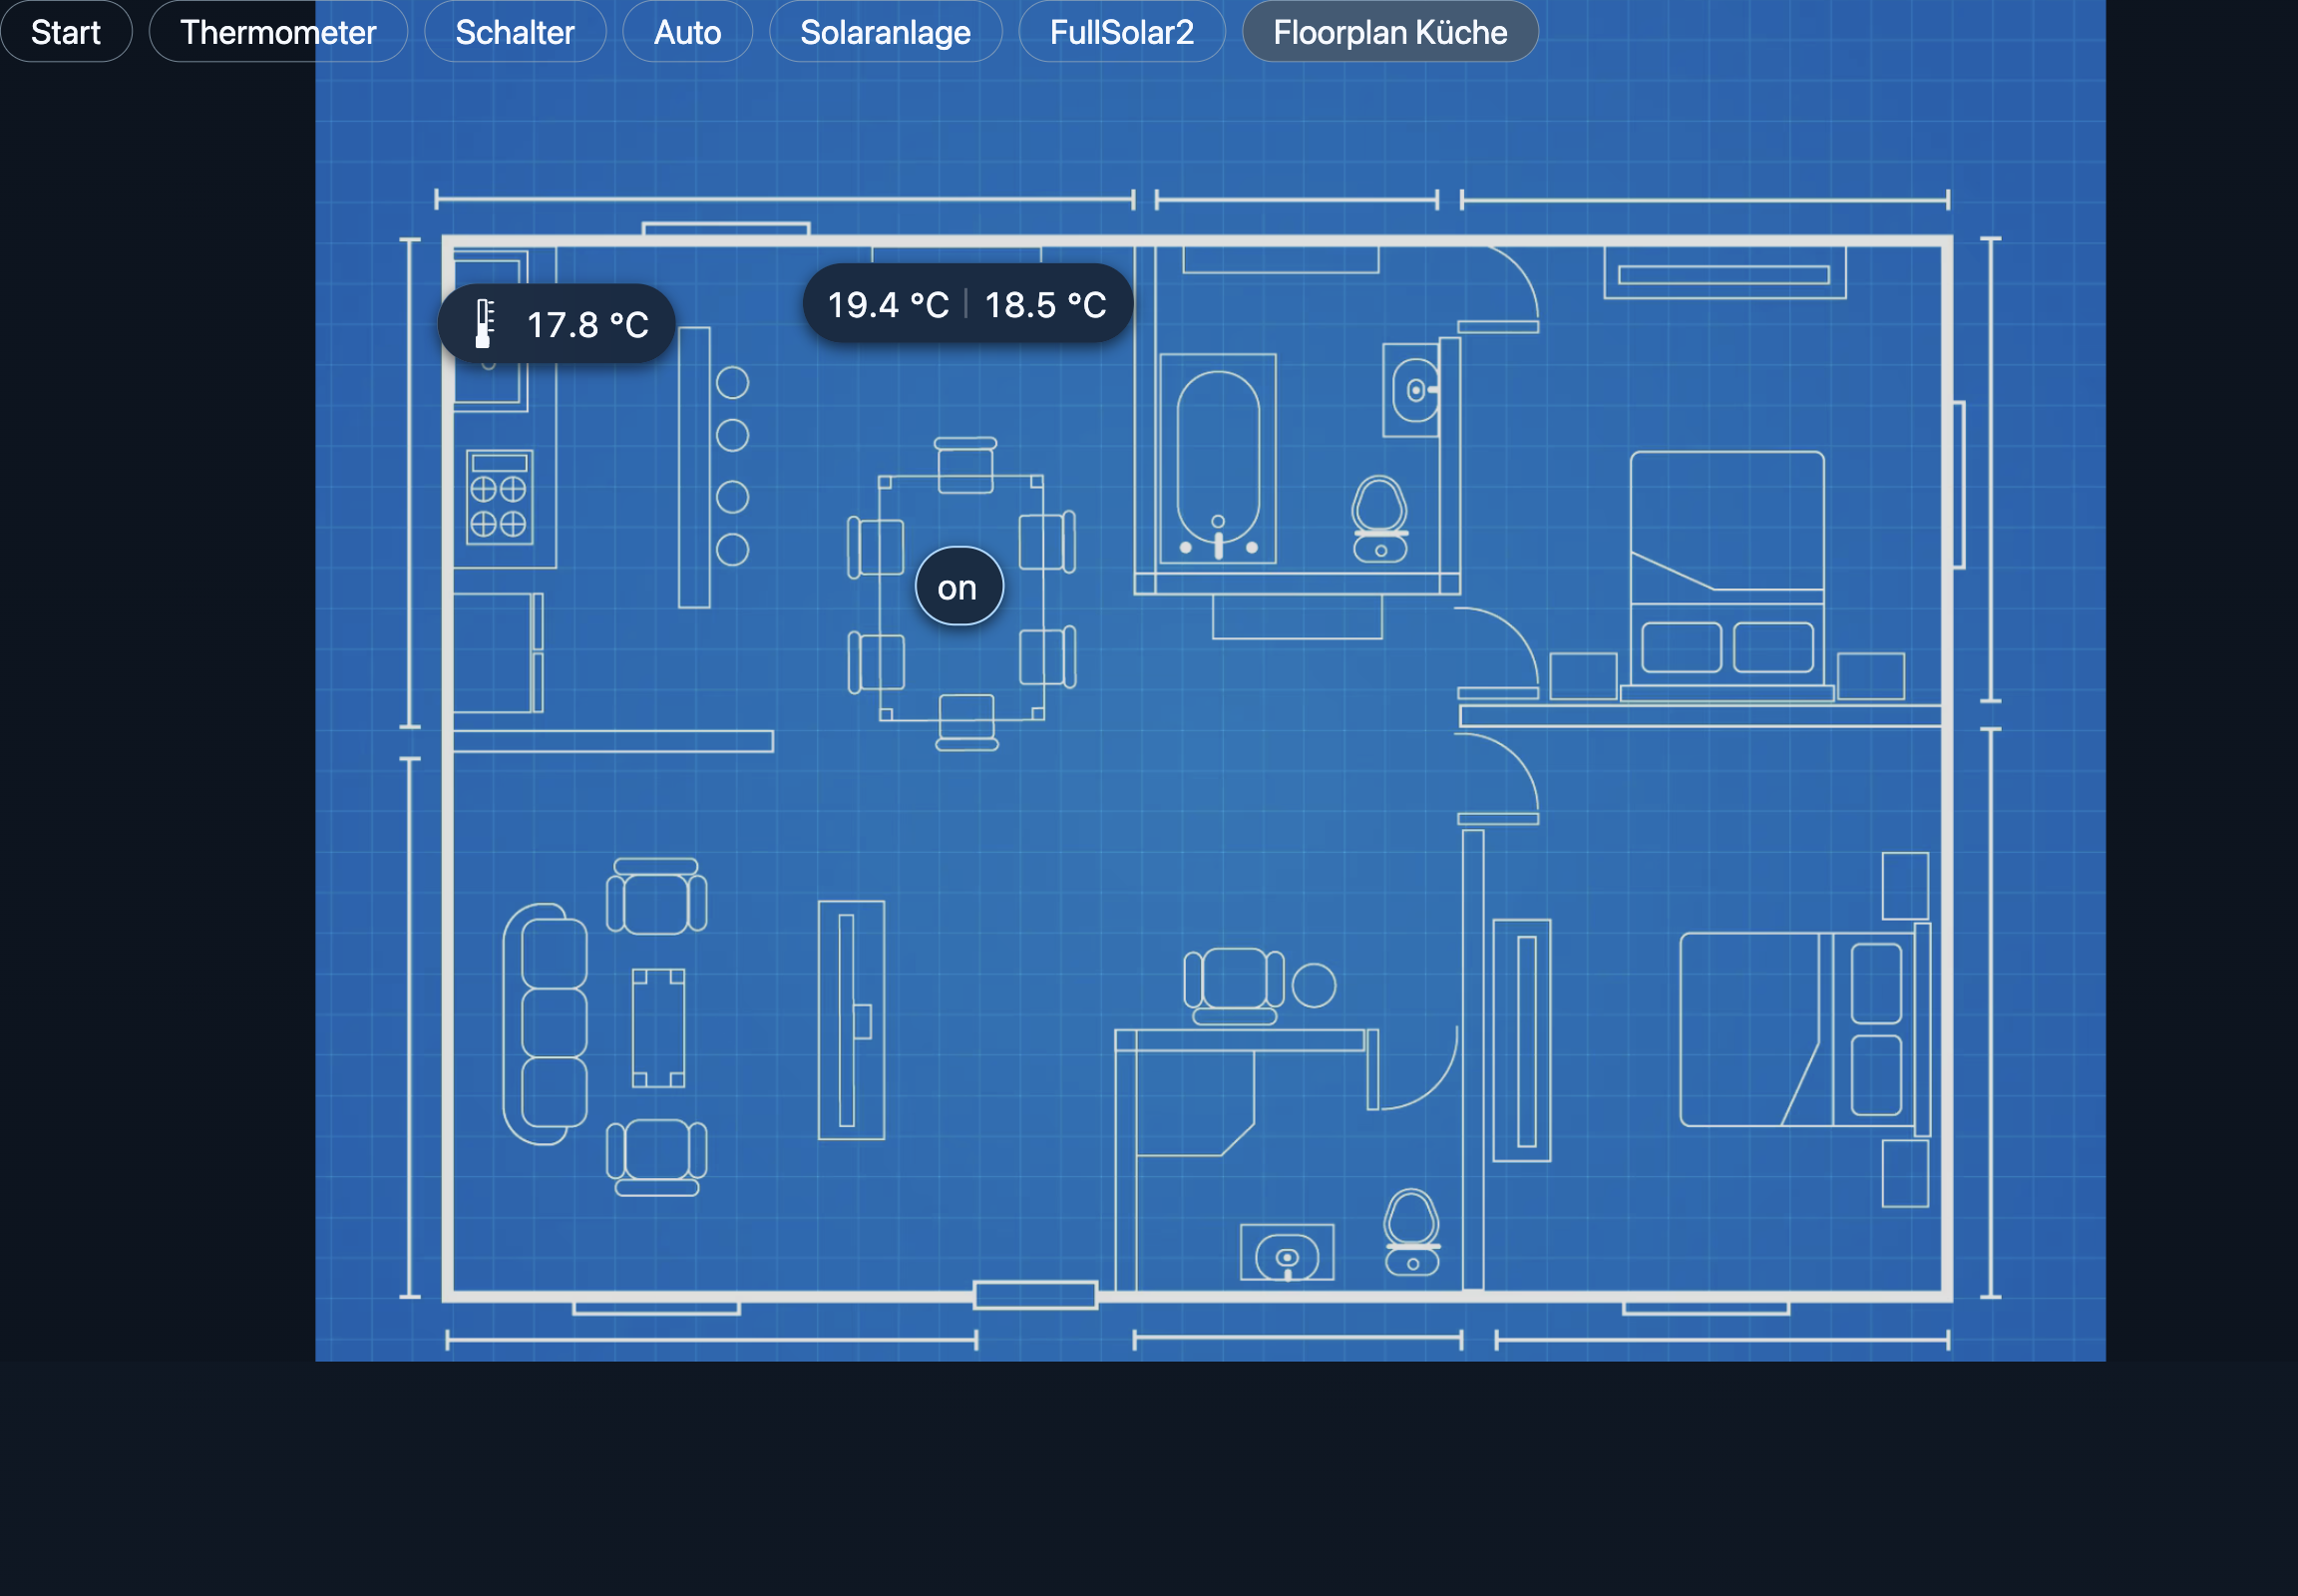 Start Thermometer Schalter Auto Solaranlage FullSolar2 Floorplan Küche
19.4 °C | 18.5 °C
17.8 °C
on